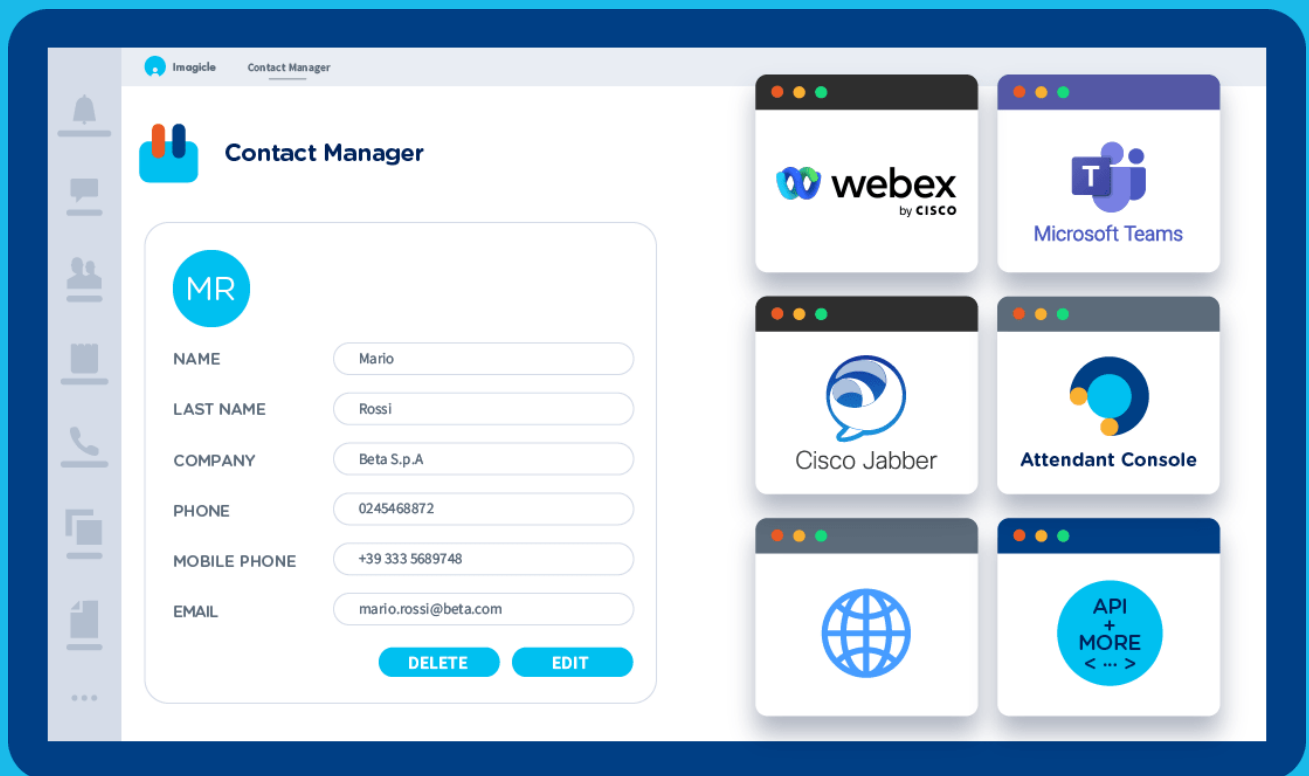 Imagicle Contact Manager
Contact Manager
MR
NAME Mario
LAST NAME Rossi
COMPANY Beta S.p.A
PHONE 0245468872
MOBILE PHONE +39 333 5689748
EMAIL mario.rossi@beta.com
DELETE EDIT
webex
by CISCO
T
Microsoft Teams
Cisco Jabber
Attendant Console
API
+
MORE
< ... >